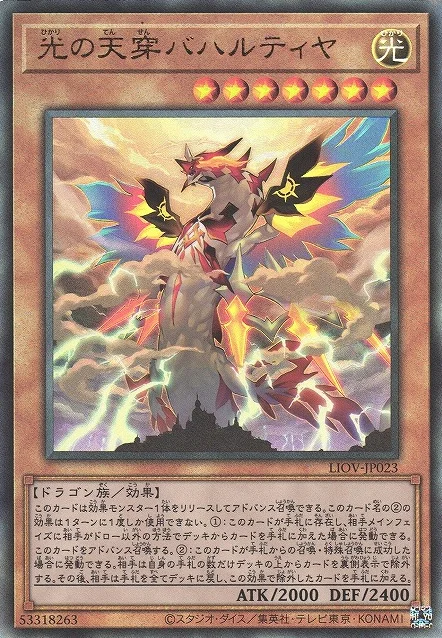 光の天穿バハルティヤ
光
LIOV-JP023
【ドラゴン族／効果】
このカードは効果モンスター1体をリリースしてアドバンス召喚できる。このカード名の②の
効果は1ターンに1度しか使用できない。①:このカードが手札に存在し、相手メインフェ
イズに相手がドロー以外の方法でデッキからカードを手札に加えた場合に発動できる。
このカードをアドバンス召喚する。②:このカードが手札からの召喚・特殊召喚に成功した
場合に発動できる。相手は自身の手札の数だけデッキの上からカードを裏側表示で除外
する。その後、相手は手札を全てデッキに戻し、この効果で除外したカードを手札に加える。
ATK/2000 DEF/2400
53318263
©スタジオ・ダイス／集英社・テレビ東京・KONAMI